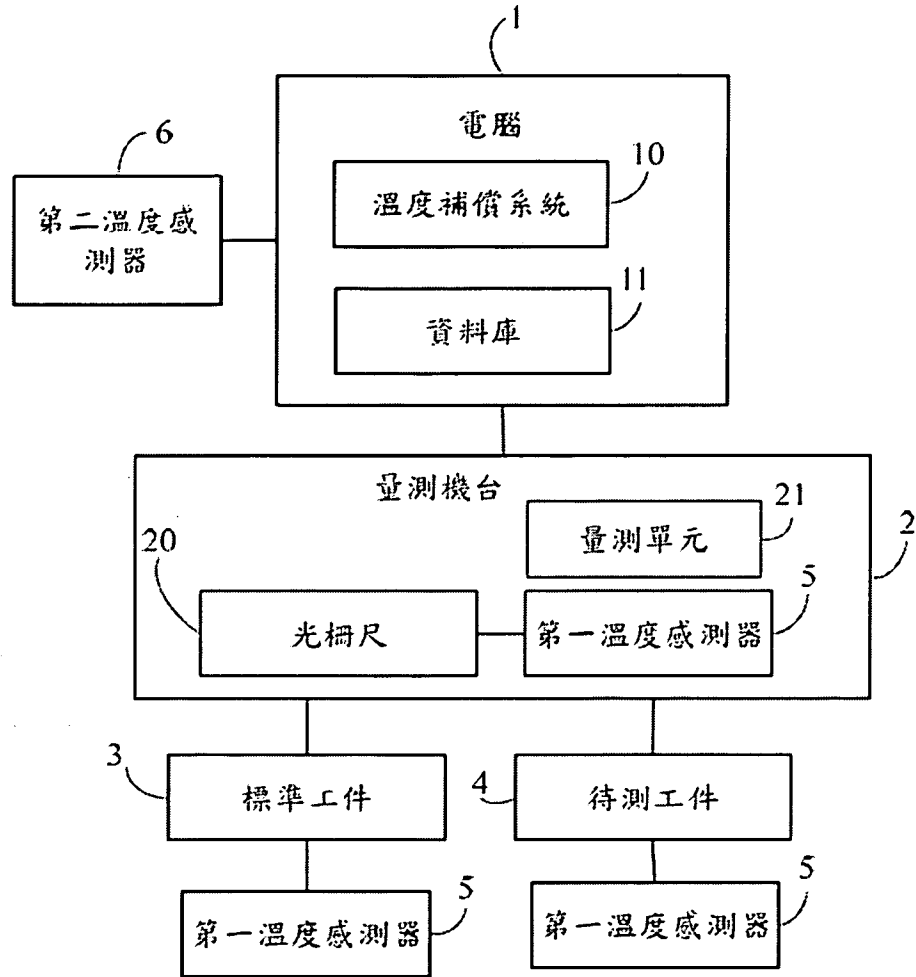 1
電腦
6
第二溫度感
測器
10
溫度補償系統
11
資料庫
量測機台
21
量測單元
2
20
光柵尺
5
第一溫度感測器
3
標準工件
4
待測工件
5
第一溫度感測器
5
第一溫度感測器